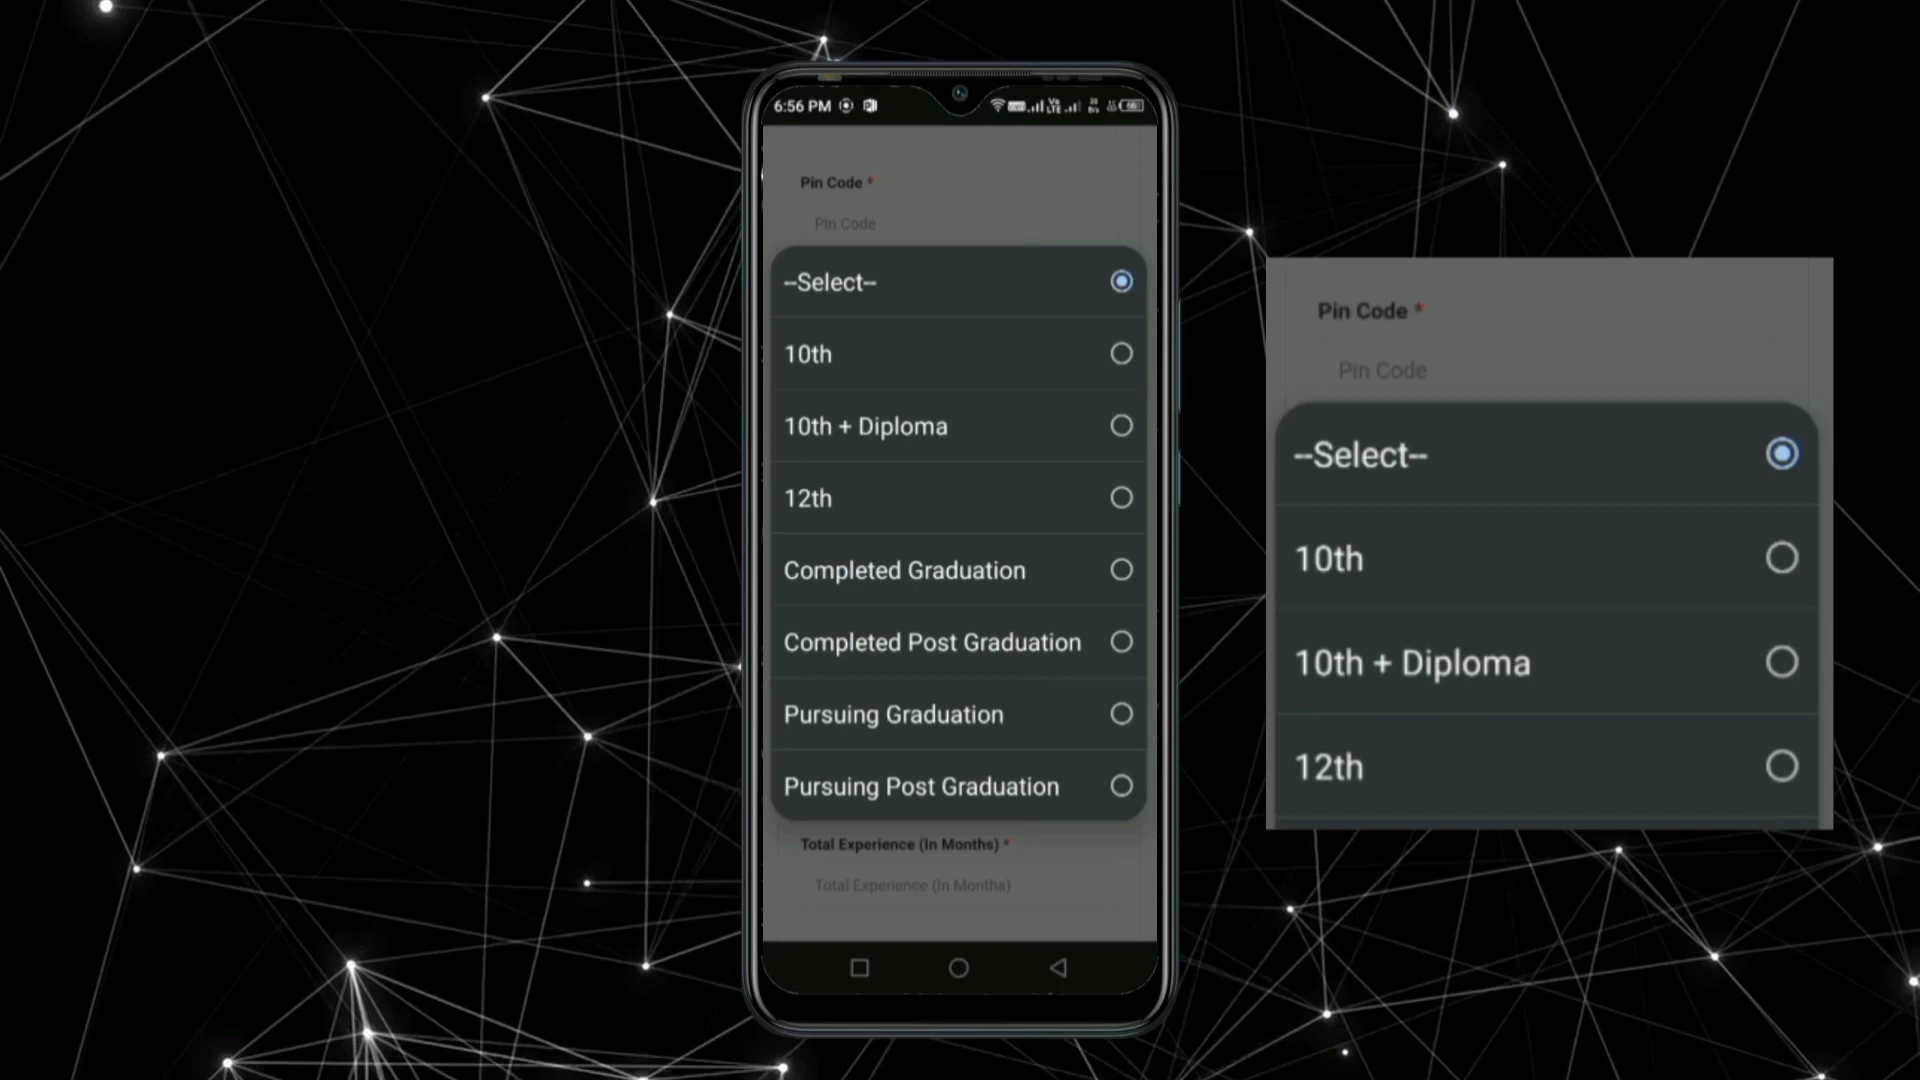 6:56 PM
Pin Code *
Pin Code
--Select--
10th
10th + Diploma
12th
Completed Graduation
Completed Post Graduation
Pursuing Graduation
Pursuing Post Graduation
Total Experience (In Months) *
Total Experience (In Months)
Pin Code *
Pin Code
--Select--
10th
10th + Diploma
12th